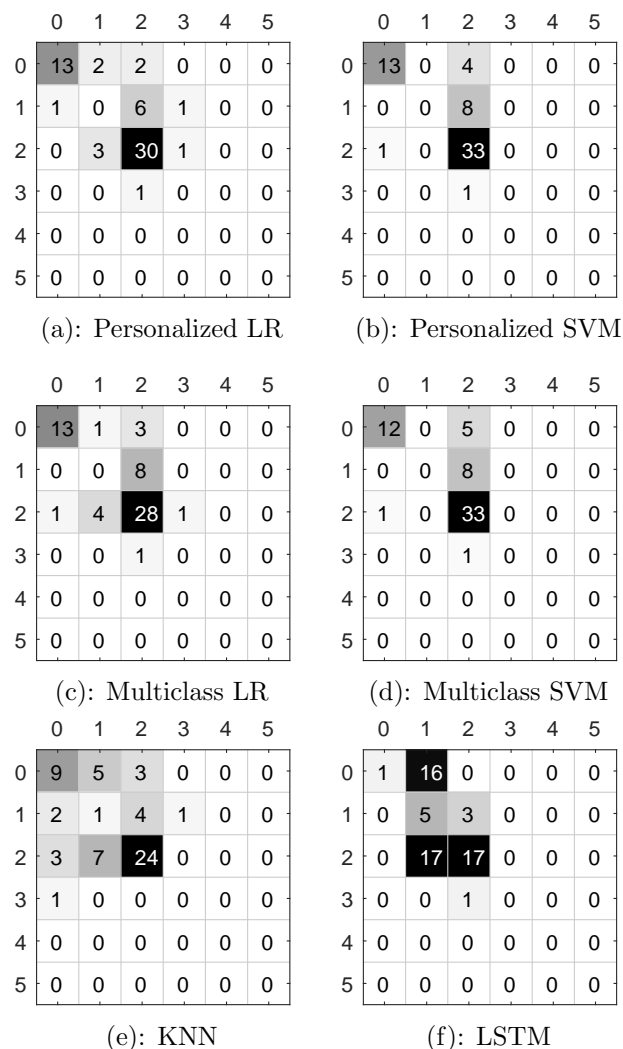 0 1 2 3 4 5
0 13 2 2 0 0 0
1 1 0 6 1 0 0
2 0 3 30 1 0 0
3 0 0 1 0 0 0
4 0 0 0 0 0 0
5 0 0 0 0 0 0
(a): Personalized LR
0 1 2 3 4 5
0 13 0 4 0 0 0
1 0 0 8 0 0 0
2 1 0 33 0 0 0
3 0 0 1 0 0 0
4 0 0 0 0 0 0
5 0 0 0 0 0 0
(b): Personalized SVM
0 1 2 3 4 5
0 13 1 3 0 0 0
1 0 0 8 0 0 0
2 1 4 28 1 0 0
3 0 0 1 0 0 0
4 0 0 0 0 0 0
5 0 0 0 0 0 0
(c): Multiclass LR
0 1 2 3 4 5
0 12 0 5 0 0 0
1 0 0 8 0 0 0
2 1 0 33 0 0 0
3 0 0 1 0 0 0
4 0 0 0 0 0 0
5 0 0 0 0 0 0
(d): Multiclass SVM
0 1 2 3 4 5
0 9 5 3 0 0 0
1 2 1 4 1 0 0
2 3 7 24 0 0 0
3 1 0 0 0 0 0
4 0 0 0 0 0 0
5 0 0 0 0 0 0
(e): KNN
0 1 2 3 4 5
0 1 16 0 0 0 0
1 0 5 3 0 0 0
2 0 17 17 0 0 0
3 0 0 1 0 0 0
4 0 0 0 0 0 0
5 0 0 0 0 0 0
(f): LSTM